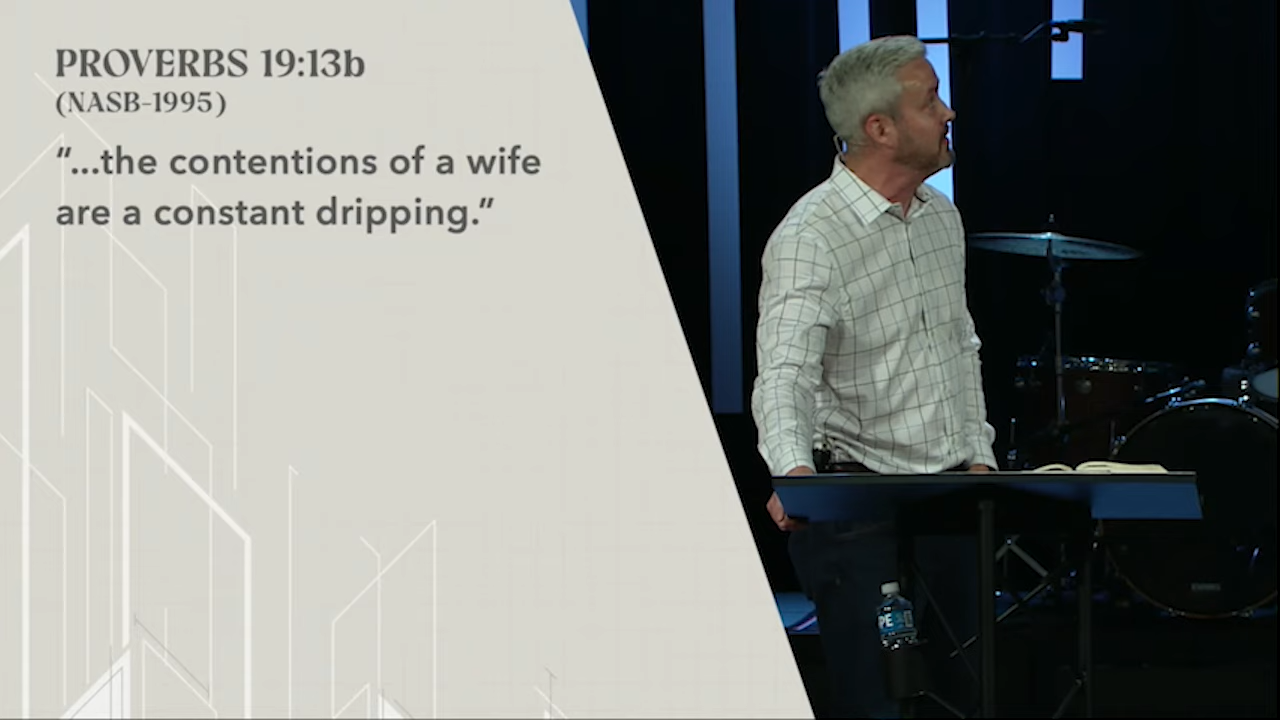 PROVERBS 19:13b
(NASB-1995)
“...the contentions of a wife
are a constant dripping.”